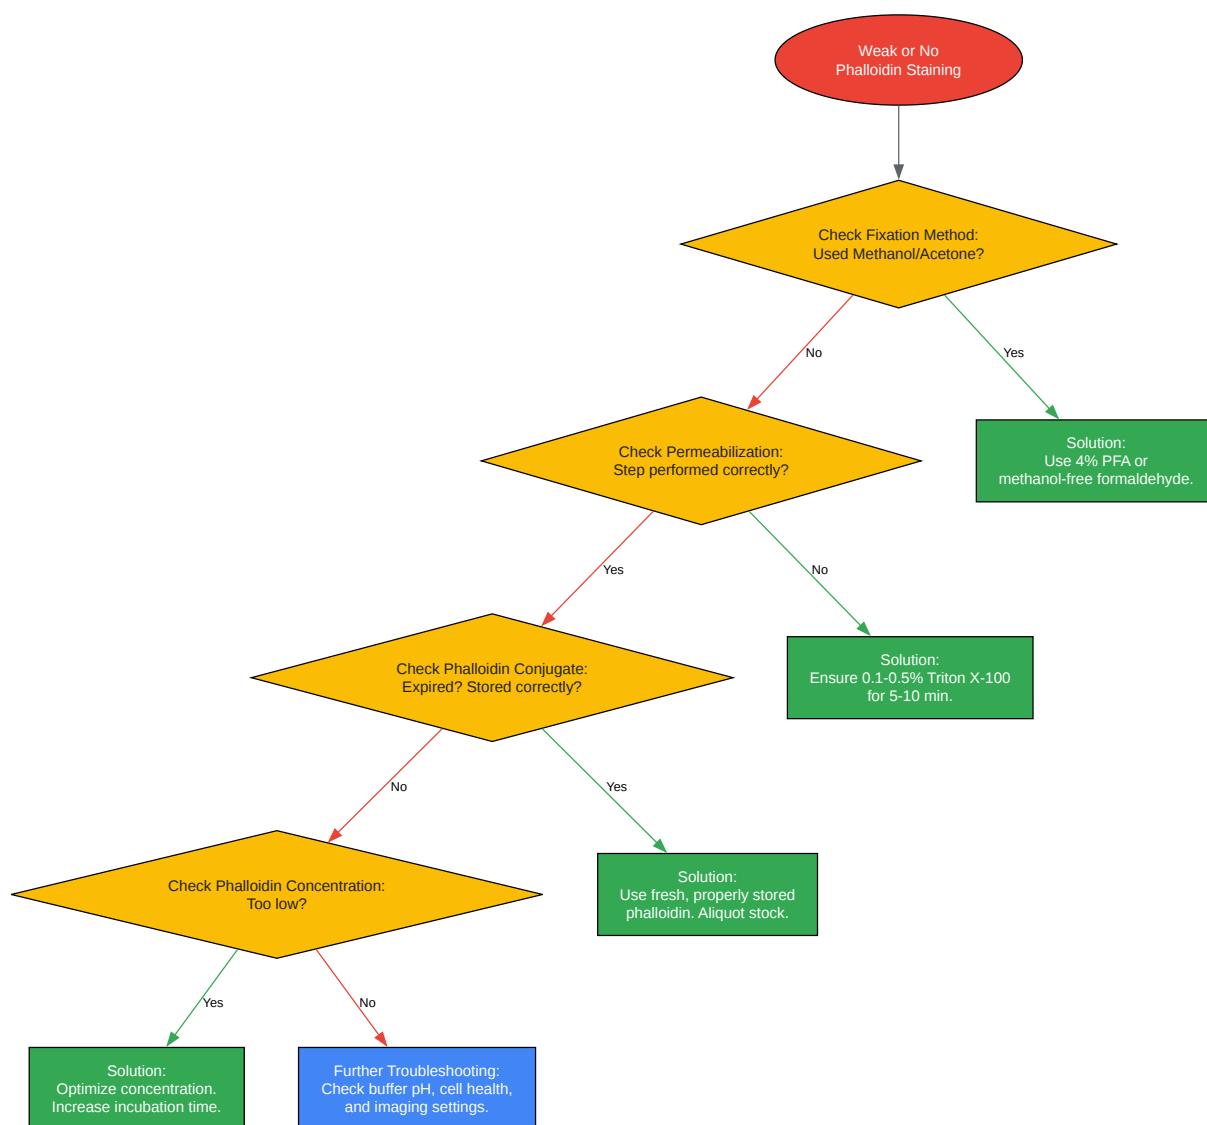 Weak or No
Phalloidin Staining
Check Fixation Method:
Used Methanol/Acetone?
No
Yes
Check Permeabilization:
Step performed correctly?
Solution:
Use 4% PFA or
methanol-free formaldehyde.
Yes
No
Check Phalloidin Conjugate:
Expired? Stored correctly?
Solution:
Ensure 0.1-0.5% Triton X-100
for 5-10 min.
No
Yes
Check Phalloidin Concentration:
Too low?
Solution:
Use fresh, properly stored
phalloidin. Aliquot stock.
Yes
No
Solution:
Optimize concentration.
Increase incubation time.
Further Troubleshooting:
Check buffer pH, cell health,
and imaging settings.